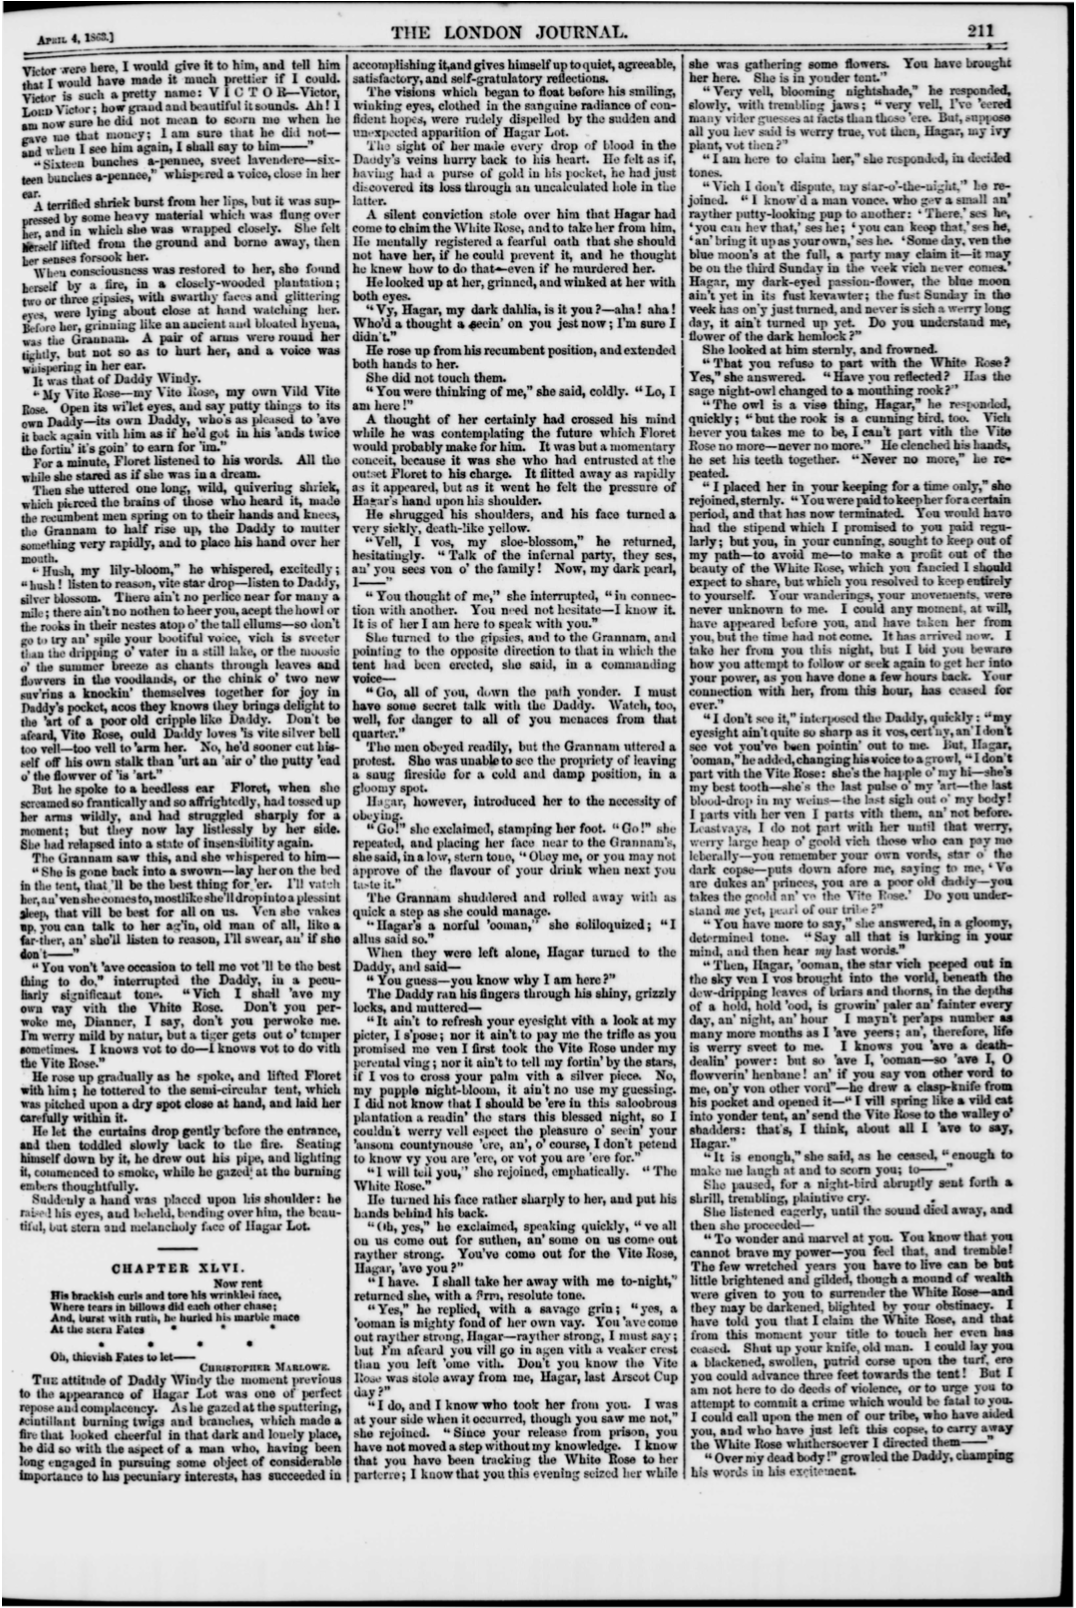 APRIL 4, 1863.]
THE LONDON JOURNAL.
211
Victor were here, I would give it to him, and tell him
that I would have made it much prettier if I could.
Victor is such a pretty name: V I C T O R—Victor,
LORD Victor; how grand and beautiful it sounds. Ah! I
am now sure he did not mean to scorn me when he
gave me that money; I am sure that he did not—
and when I see him again, I shall say to him——"
"Sixteen bunches a-pennee, sveet lavendere—six-
teen bunches a-pennee," whispered a voice, close in her
ear.
A terrified shriek burst from her lips, but it was sup-
pressed by some heavy material which was flung over
her, and in which she was wrapped closely. She felt
herself lifted from the ground and borne away, then
her senses forsook her.
When consciousness was restored to her, she found
herself by a fire, in a closely-wooded plantation;
two or three gipsies, with swarthy faces and glittering
eyes, were lying about close at hand watching her.
Before her, grinning like an ancient and bloated hyena,
was the Grannam. A pair of arms were round her
tightly, but not so as to hurt her, and a voice was
whispering in her ear.
It was that of Daddy Windy.
"My Vite Rose—my Vite Rose, my own Vild Vite
Rose. Open its wi'let eyes, and say putty things to its
own Daddy—its own Daddy, who's as pleased to 'ave
it back again vith him as if he'd got in his 'ands twice
the fortin' it's goin' to earn for 'im."
For a minute, Floret listened to his words. All the
while she stared as if she was in a dream.
Then she uttered one long, wild, quivering shriek,
which pierced the brains of those who heard it, made
the recumbent men spring on to their hands and knees,
the Grannam to half rise up, the Daddy to mutter
something very rapidly, and to place his hand over her
mouth.
"Hush, my lily-bloom," he whispered, excitedly;
"hush! listen to reason, vite star drop—listen to Daddy,
silver blossom. There ain't no perlice near for many a
mile; there ain't no nothen to heer you, acept the howl or
the rooks in their nestes atop o' the tall ellums—so don't
go to try an' spile your bootiful voice, vich is sveeter
than the dripping o' vater in a still lake, or the moosic
o' the summer breeze as chants through leaves and
flowvers in the voodlands, or the chink o' two new
suv'rins a knockin' themselves together for joy in
Daddy's pocket, acos they knows they brings delight to
the 'art of a poor old cripple like Daddy. Don't be
afeard, Vite Rose, ould Daddy loves 'is vite silver bell
too vell—too vell to 'arm her. No, he'd sooner cut his-
self off his own stalk than 'urt an 'air o' the putty 'ead
o' the flowver of 'is 'art."
But he spoke to a heedless ear Floret, when she
screamed so frantically and so affrightedly, had tossed up
her arms wildly, and had struggled sharply for a
moment; but they now lay listlessly by her side.
She had relapsed into a state of insensibility again.
The Grannam saw this, and she whispered to him—
"She is gone back into a swown—lay her on the bed
in the tent, that 'll be the best thing for 'er. I'll vatch
her, an' ven she comes to, mostlike she'll drop into a plessint
sleep, that vill be best for all on us. Ven she vakes
up, you can talk to her ag'in, old man of all, like a
far-ther, an' she'll listen to reason, I'll swear, an' if she
don't——"
"You von't 'ave occasion to tell me vot 'll be the best
thing to do," interrupted the Daddy, in a pecu-
liarly significant tone. "Vich I shall 'ave my
own vay vith the Vhite Rose. Don't you per-
woke me, Dianner, I say, don't you perwoke me.
I'm werry mild by natur, but a tiger gets out o' temper
sometimes. I knows vot to do—I knows vot to do vith
the Vite Rose."
He rose up gradually as he spoke, and lifted Floret
with him; he tottered to the semi-circular tent, which
was pitched upon a dry spot close at hand, and laid her
carefully within it.
He let the curtains drop gently before the entrance,
and then toddled slowly back to the fire. Seating
himself down by it, he drew out his pipe, and lighting
it, commenced to smoke, while he gazed at the burning
embers thoughtfully.
Suddenly a hand was placed upon his shoulder: he
raised his eyes, and beheld, bending over him, the beau-
tiful, but stern and melancholy face of Hagar Lot.
CHAPTER XLVI.
Now rent
His brackish curls and tore his wrinkled face,
Where tears in billows did each other chase;
And, burst with ruth, he hurled his marble mace
At the stern Fates * * *
* * * *
Oh, thievish Fates to let——
CHRISTOPHER MARLOWE.
THE attitude of Daddy Windy the moment previous
to the appearance of Hagar Lot was one of perfect
repose and complacency. As he gazed at the sputtering,
scintillant burning twigs and branches, which made a
fire that looked cheerful in that dark and lonely place,
he did so with the aspect of a man who, having been
long engaged in pursuing some object of considerable
importance to his pecuniary interests, has succeeded in
accomplishing it, and gives himself up to quiet, agreeable,
satisfactory, and self-gratulatory reflections.
The visions which began to float before his smiling,
winking eyes, clothed in the sanguine radiance of con-
fident hopes, were rudely dispelled by the sudden and
unexpected apparition of Hagar Lot.
The sight of her made every drop of blood in the
Daddy's veins hurry back to his heart. He felt as if,
having had a purse of gold in his pocket, he had just
discovered its loss through an uncalculated hole in the
latter.
A silent conviction stole over him that Hagar had
come to claim the White Rose, and to take her from him,
He mentally registered a fearful oath that she should
not have her, if he could prevent it, and he thought
he knew how to do that—even if he murdered her.
He looked up at her, grinned, and winked at her with
both eyes.
"Vy, Hagar, my dark dahlia, is it you?—aha! aha!
Who'd a thought a seein' on you jest now; I'm sure I
didn't."
He rose up from his recumbent position, and extended
both hands to her.
She did not touch them.
"You were thinking of me," she said, coldly. "Lo, I
am here!"
A thought of her certainly had crossed his mind
while he was contemplating the future which Floret
would probably make for him. It was but a momentary
conceit, because it was she who had entrusted at the
outset Floret to his charge. It flitted away as rapidly
as it appeared, but as it went he felt the pressure of
Hagar's hand upon his shoulder.
He shrugged his shoulders, and his face turned a
very sickly, death-like yellow.
"Vell, I vos, my sloe-blossom," he returned,
hesitatingly. "Talk of the infernal party, they ses,
an' you sees von o' the family! Now, my dark pearl,
I——"
"You thought of me," she interrupted, "in connec-
tion with another. You need not hesitate—I know it.
It is of her I am here to speak with you."
She turned to the gipsies, and to the Grannam, and
pointing to the opposite direction to that in which the
tent had been erected, she said, in a commanding
voice—
"Go, all of you, down the path yonder. I must
have some secret talk with the Daddy. Watch, too,
well, for danger to all of you menaces from that
quarter."
The men obeyed readily, but the Grannam uttered a
protest. She was unable to see the propriety of leaving
a snug fireside for a cold and damp position, in a
gloomy spot.
Hagar, however, introduced her to the necessity of
obeying.
"Go!" she exclaimed, stamping her foot. "Go!" she
repeated, and placing her face near to the Grannam's,
she said, in a low, stern tone, "Obey me, or you may not
approve of the flavour of your drink when next you
taste it."
The Grannam shuddered and rolled away with as
quick a step as she could manage.
"Hagar's a norful 'ooman," she soliloquized; "I
allus said so."
When they were left alone, Hagar turned to the
Daddy, and said—
"You guess—you know why I am here?"
The Daddy ran his fingers through his shiny, grizzly
locks, and muttered—
"It ain't to refresh your eyesight vith a look at my
picter, I s'pose; nor it ain't to pay me the trifle as you
promised me ven I first took the Vite Rose under my
perental ving; nor it ain't to tell my fortin' by the stars,
if I vos to cross your palm vith a silver piece. No,
my pupple night-bloom, it ain't no use my guessing.
I did not know that I should be 'ere in this saloobrous
plantation a readin' the stars this blessed night, so I
couldn't werry vell espect the pleasure o' seein' your
'ansom countynouse 'ere, an', o' course, I don't petend
to know vy you are 'ere, or vot you are 'ere for."
"I will tell you," she rejoined, emphatically. "The
White Rose."
He turned his face rather sharply to her, and put his
hands behind his back.
"Oh, yes," he exclaimed, speaking quickly, "ve all
on us come out for suthen, an' some on us come out
rayther strong. You've come out for the Vite Rose,
Hagar, 'ave you?"
"I have. I shall take her away with me to-night,"
returned she, with a firm, resolute tone.
"Yes," he replied, with a savage grin; "yes, a
'ooman is mighty fond of her own vay. You 'ave come
out rayther strong, Hagar—rayther strong, I must say;
but I'm afeard you vill go in agen vith a veaker crest
than you left 'ome vith. Don't you know the Vite
Rose was stole away from me, Hagar, last Arscot Cup
day?"
"I do, and I know who took her from you. I was
at your side when it occurred, though you saw me not,"
she rejoined. "Since your release from prison, you
have not moved a step without my knowledge. I know
that you have been tracking the White Rose to her
parterre; I know that you this evening seized her while
she was gathering some flowers. You have brought
her here. She is in yonder tent."
"Very vell, blooming nightshade," he responded,
slowly, with trembling jaws; "very vell, I've 'eered
many vider guesses at facts than those 'ere. But, suppose
all you hev said is werry true, vot then, Hagar, my ivy
plant, vot then?"
"I am here to claim her," she responded, in decided
tones.
"Vich I don't dispute, my star-o'-the-night," he re-
joined. "I know'd a man vonce, who gev a small an'
rayther putty-looking pup to another: 'There,' ses he,
'you can hev that,' ses he; 'you can keep that,' ses he,
'an' bring it up as your own,' ses he. 'Some day, ven the
blue moon's at the full, a party may claim it—it may
be on the third Sunday in the veek vich never comes.'
Hagar, my dark-eyed passion-flower, the blue moon
ain't yet in its fust kevawter; the fust Sunday in the
veek has on'y just turned, and never is sich a werry long
day, it ain't turned up yet. Do you understand me,
flower of the dark hemlock?"
She looked at him sternly, and frowned.
"That you refuse to part with the White Rose?
Yes," she answered. "Have you reflected? Has the
sage night-owl changed to a mouthing rook?"
"The owl is a vise thing, Hagar," he responded,
quickly; "but the rook is a cunning bird, too. Vich
hever you takes me to be, I can't part vith the Vite
Rose no more—never no more." He clenched his hands,
he set his teeth together. "Never no more," he re-
peated.
"I placed her in your keeping for a time only," she
rejoined, sternly. "You were paid to keep her for a certain
period, and that has now terminated. You would have
had the stipend which I promised to you paid regu-
larly; but you, in your cunning, sought to keep out of
my path—to avoid me—to make a profit out of the
beauty of the White Rose, which you fancied I should
expect to share, but which you resolved to keep entirely
to yourself. Your wanderings, your movements, were
never unknown to me. I could any moment, at will,
have appeared before you, and have taken her from
you, but the time had not come. It has arrived now. I
take her from you this night, but I bid you beware
how you attempt to follow or seek again to get her into
your power, as you have done a few hours back. Your
connection with her, from this hour, has ceased for
ever."
"I don't see it," interposed the Daddy, quickly; "my
eyesight ain't quite so sharp as it vos, cert'ny, an' I don't
see vot you've been pointin' out to me. But, Hagar,
'ooman," he added, changing his voice to a growl, "I don't
part vith the Vite Rose: she's the happle o' my hi—she's
my best tooth—she's the last pulse o' my 'art—the last
blood-drop in my weins—the last sigh out o' my body!
I parts vith her ven I parts vith them, an' not before.
Leastvays, I do not part with her until that werry,
werry large heap o' goold vich those who can pay me
leberally—you remember your own vords, star o' the
dark copse—puts down afore me, saying to me, 'Ve
are dukes an' princes, you are a poor old daddy—you
takes the goold an' ve the Vite Rose.' Do you under-
stand me yet, pearl of our tribe?"
"You have more to say," she answered, in a gloomy,
determined tone. "Say all that is lurking in your
mind, and then hear my last words."
"Then, Hagar, 'ooman, the star vich peeped out in
the sky ven I vos brought into the vorld, beneath the
dew-dripping leaves of briars and thorns, in the depths
of a hold, hold 'ood, is growin' paler an' fainter every
day, an' night, an' hour I mayn't per'aps number as
many more months as I 'ave yeers; an', therefore, life
is werry sveet to me. I knows you 'ave a death-
dealin' power: but so 'ave I, 'ooman—so 'ave I, O
flowverin' henbane! an' if you say von other vord to
me, on'y von other vord"—he drew a clasp-knife from
his pocket and opened it—"I vill spring like a vild cat
into yonder tent, an' send the Vite Rose to the walley o'
shadders: that's, I think, about all I 'ave to say,
Hagar."
"It is enough," she said, as he ceased, "enough to
make me laugh at and to scorn you; to——"
She paused, for a night-bird abruptly sent forth a
shrill, trembling, plaintive cry.
She listened eagerly, until the sound died away, and
then she proceeded—
"To wonder and marvel at you. You know that you
cannot brave my power—you feel that, and tremble!
The few wretched years you have to live can be but
little brightened and gilded, though a mound of wealth
were given to you to surrender the White Rose—and
they may be darkened, blighted by your obstinacy. I
have told you that I claim the White Rose, and that
from this moment your title to touch her even has
ceased. Shut up your knife, old man. I could lay you
a blackened, swollen, putrid corse upon the turf, ere
you could advance three feet towards the tent! But I
am not here to do deeds of violence, or to urge you to
attempt to commit a crime which would be fatal to you.
I could call upon the men of our tribe, who have aided
you, and who have just left this copse, to carry away
the White Rose whithersoever I directed them——"
"Over my dead body!" growled the Daddy, champing
his words in his excitement.